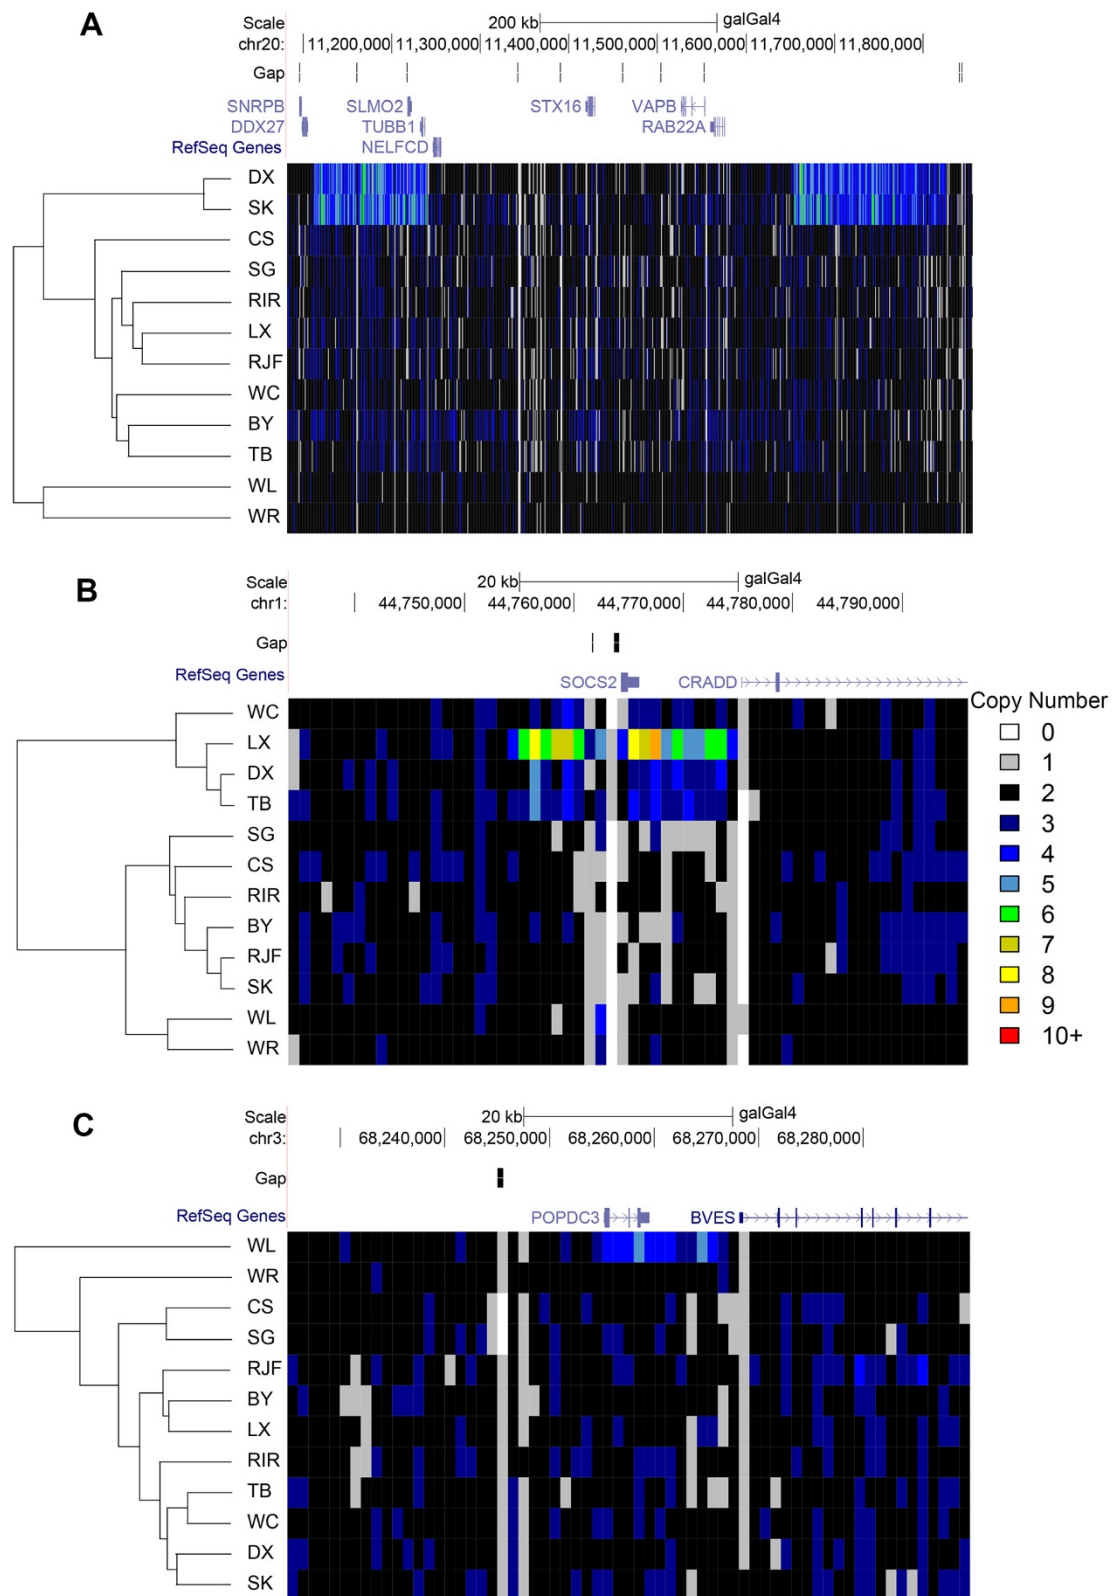 A
Scale 200 kb galGal4
chr20: 11,200,000 11,300,000 11,400,000 11,500,000 11,600,000 11,700,000 11,800,000
Gap
SNRPB SLMO2 STX16 VAPB
DDX27 TUBB1 RAB22A
RefSeq Genes NELFCD
DX
SK
CS
SG
RIR
LX
RJF
WC
BY
TB
WL
WR
B
Scale 20 kb galGal4
chr1: 44,750,000 44,760,000 44,770,000 44,780,000 44,790,000
Gap
RefSeq Genes SOCS2 CRADD
WC
LX
DX
TB
SG
CS
RIR
BY
RJF
SK
WL
WR
Copy Number
0
1
2
3
4
5
6
7
8
9
10+
C
Scale 20 kb galGal4
chr3: 68,240,000 68,250,000 68,260,000 68,270,000 68,280,000
Gap
RefSeq Genes POPDC3 BVES
WL
WR
CS
SG
RJF
BY
LX
RIR
TB
WC
DX
SK